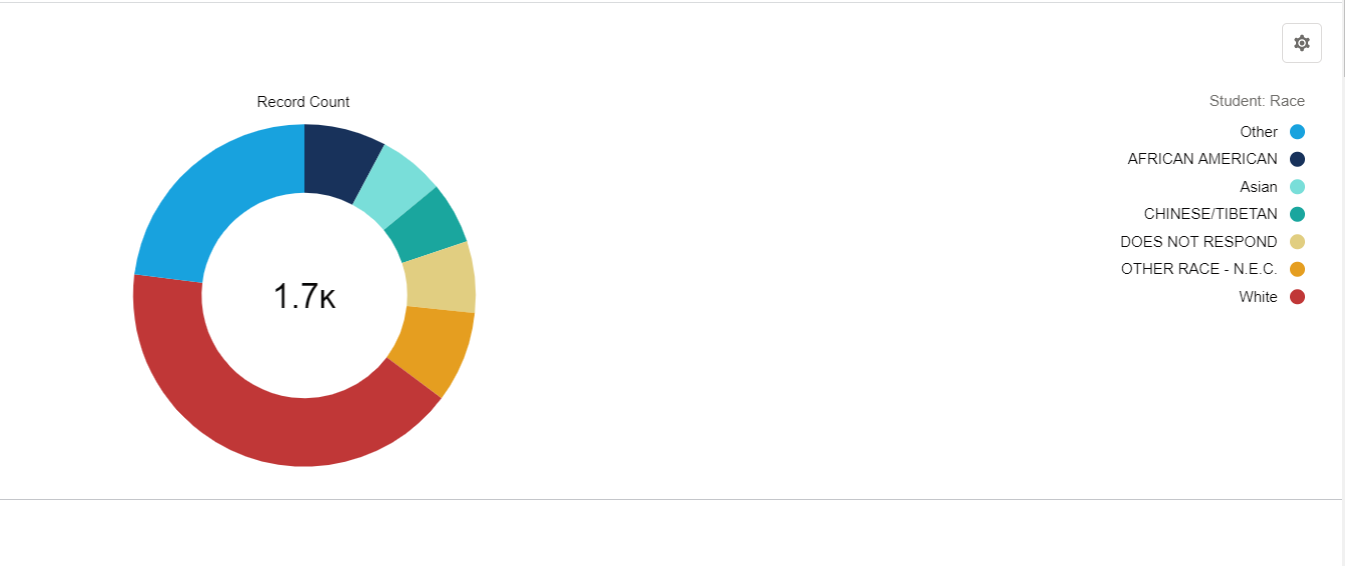 Record Count
1.7K
Student: Race
Other
AFRICAN AMERICAN
Asian
CHINESE/TIBETAN
DOES NOT RESPOND
OTHER RACE - N.E.C.
White